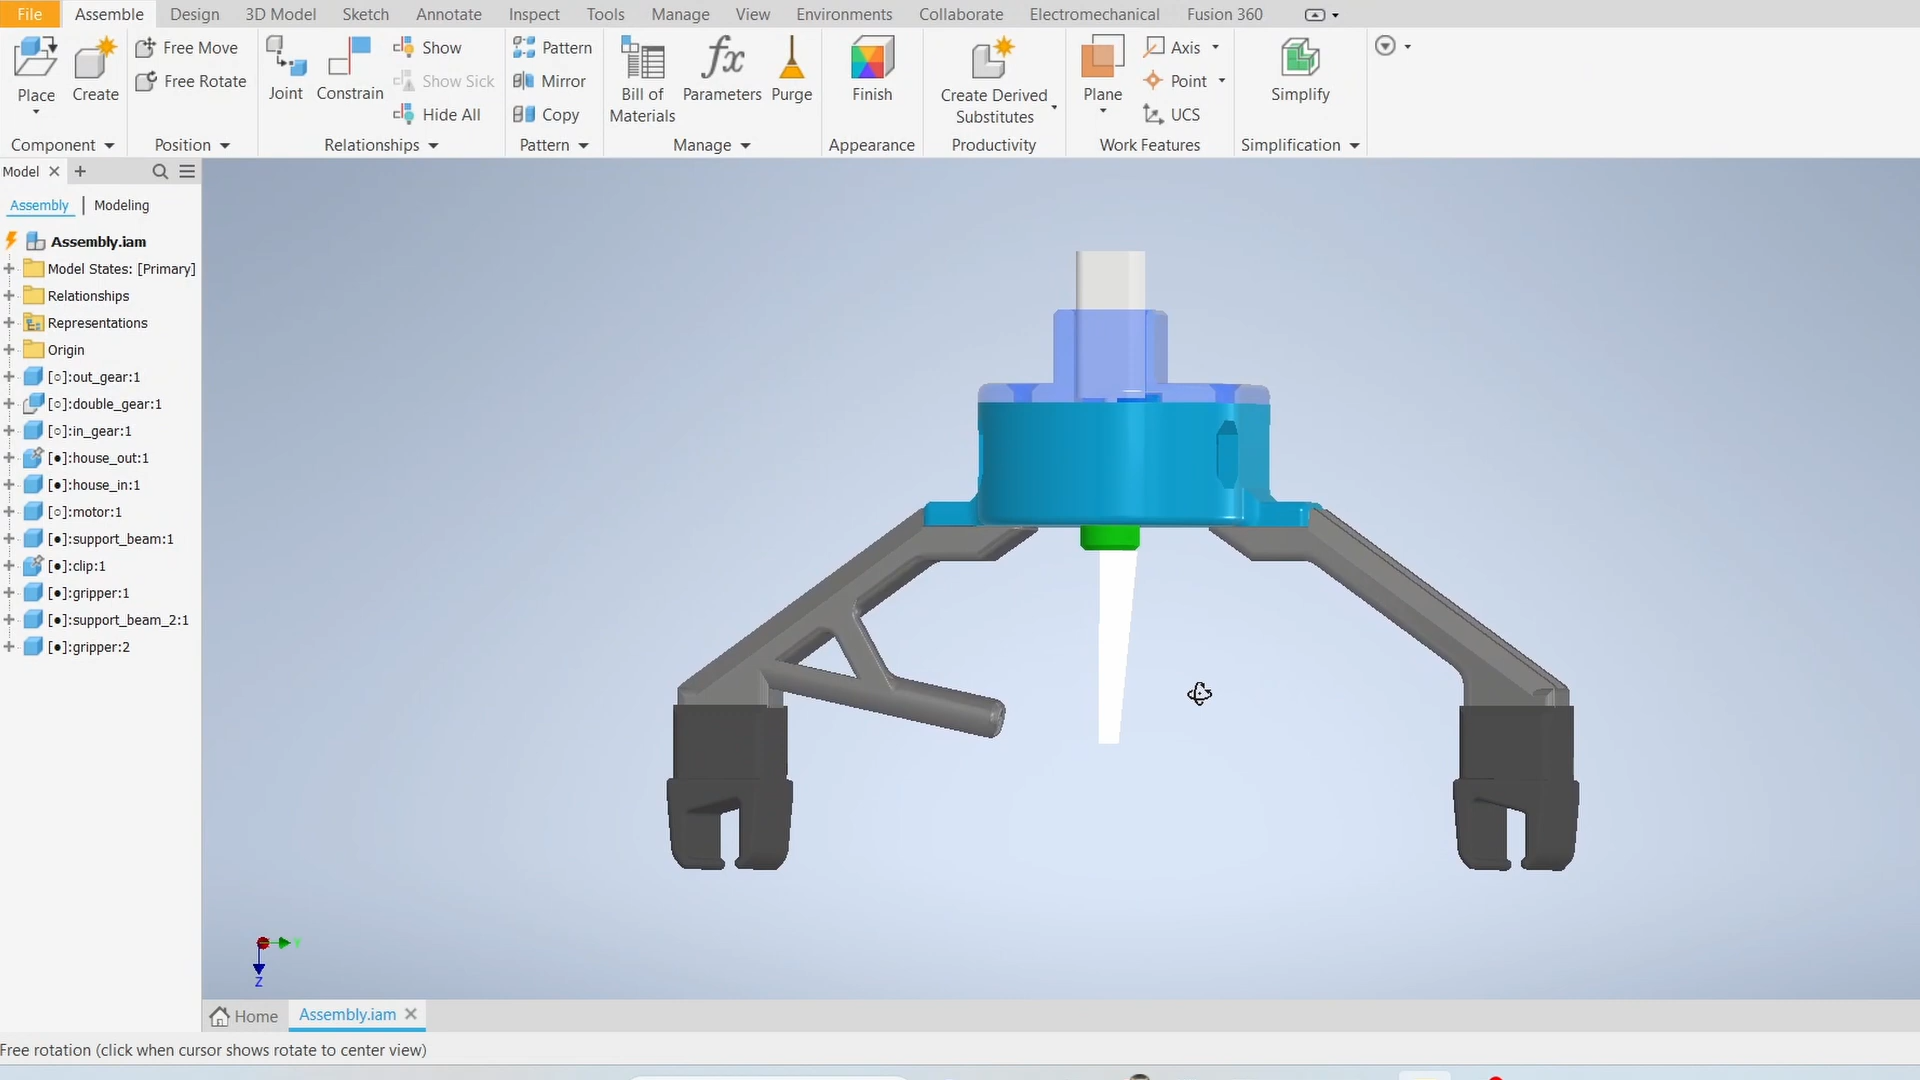 File Assemble Design 3D Model Sketch Annotate Inspect Tools Manage View Environments Collaborate Electromechanical Fusion 360
Place
Create
Free Move
Free Rotate
Joint
Constrain
Show
Show Sick
Hide All
Pattern
Mirror
Copy
Bill of
Materials
fx
Parameters
Purge
Finish
Create Derived
Substitutes
Plane
Axis
Point
UCS
Simplify
Component Position Relationships Pattern Manage Appearance Productivity Work Features Simplification
Model
Assembly | Modeling
Assembly.iam
Model States: [Primary]
Relationships
Representations
Origin
[○]:out_gear:1
[○]:double_gear:1
[○]:in_gear:1
[●]:house_out:1
[●]:house_in:1
[○]:motor:1
[●]:support_beam:1
[●]:clip:1
[●]:gripper:1
[●]:support_beam_2:1
[●]:gripper:2
Y
Z
Home Assembly.iam
Free rotation (click when cursor shows rotate to center view)